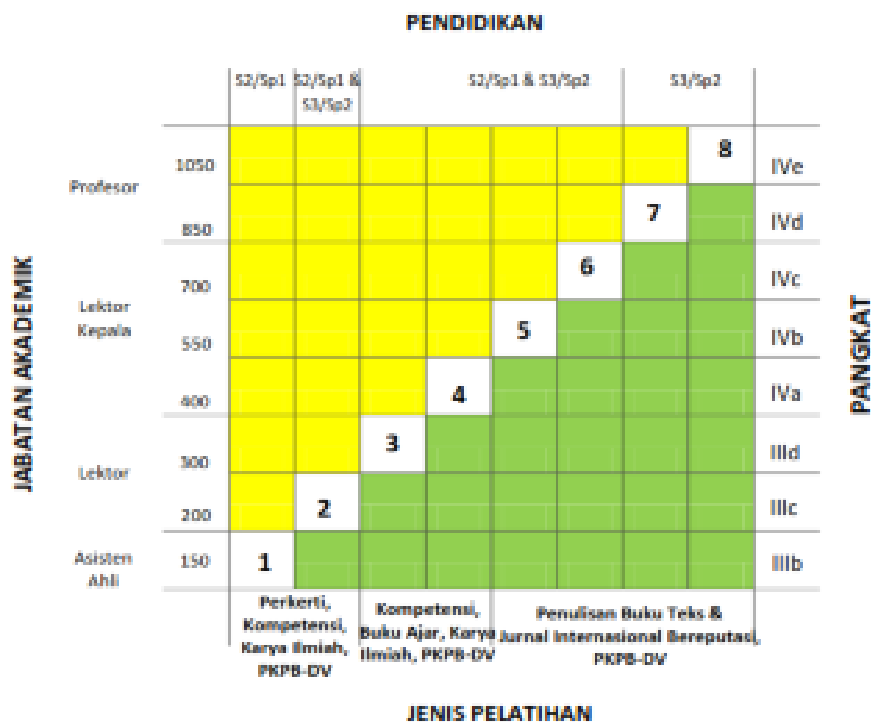 PENDIDIKAN
S2/Sp1
S2/Sp1 &
S3/Sp2
S2/Sp1 & S3/Sp2
S3/Sp2
JABATAN AKADEMIK
PANGKAT
1050
8
IVe
Profesor
7
850
IVd
6
700
IVc
Lektor
Kepala
5
550
IVb
4
400
IVa
3
300
IIId
Lektor
2
200
IIIc
Asisten
Ahli
150
1
IIIb
Perkerti,
Kompetensi,
Karya Ilmiah,
PKPB-DV
Kompetensi,
Buku Ajar, Karya
Ilmiah, PKPB-DV
Penulisan Buku Teks &
Jurnal Internasional Bereputasi,
PKPB-DV
JENIS PELATIHAN